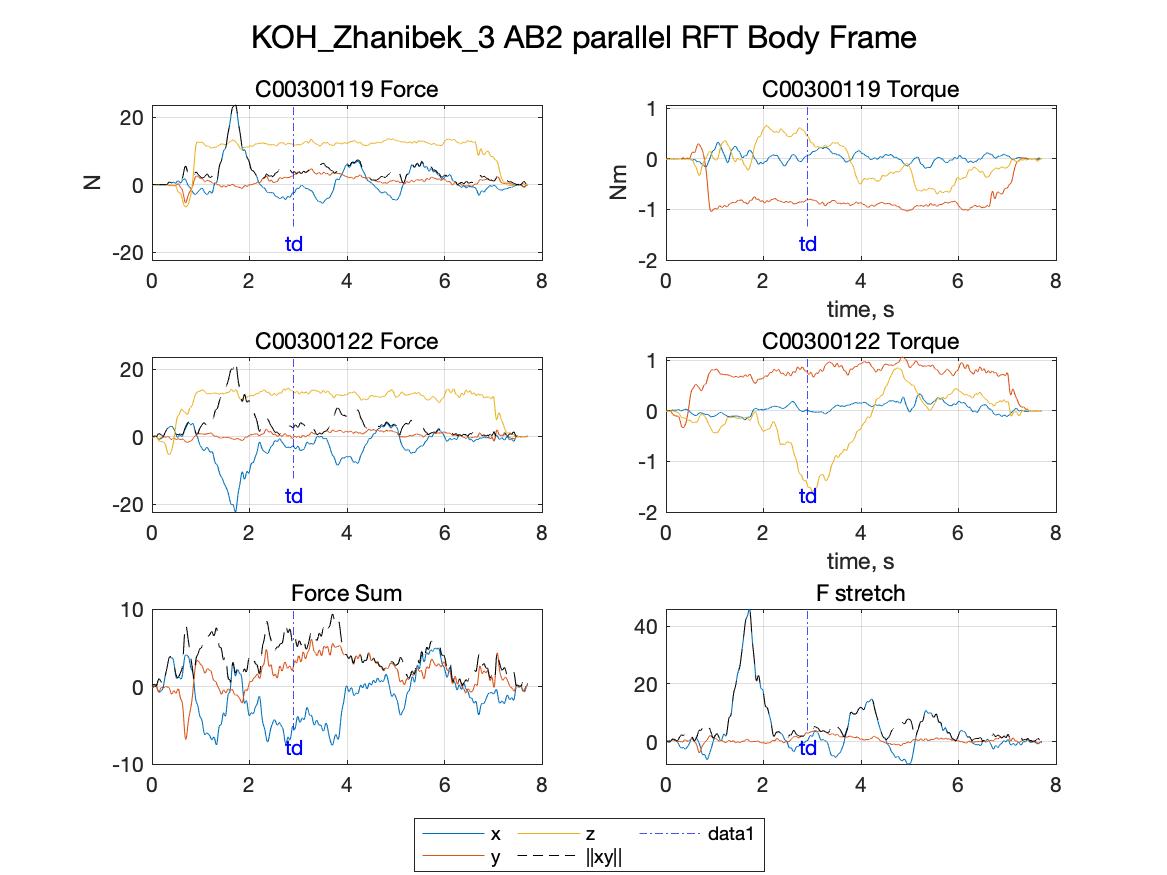 KOH_Zhanibek_3 AB2 parallel RFT Body Frame
C00300119 Force
N
20
0
-20
td
0 2 4 6 8
C00300119 Torque
Nm
1
0
-1
-2
td
0 2 4 6 8
time, s
C00300122 Force
20
0
-20
td
0 2 4 6 8
C00300122 Torque
1
0
-1
-2
td
0 2 4 6 8
time, s
Force Sum
10
0
-10
td
0 2 4 6 8
F stretch
40
20
0
td
0 2 4 6 8
x z data1
y ||xy||